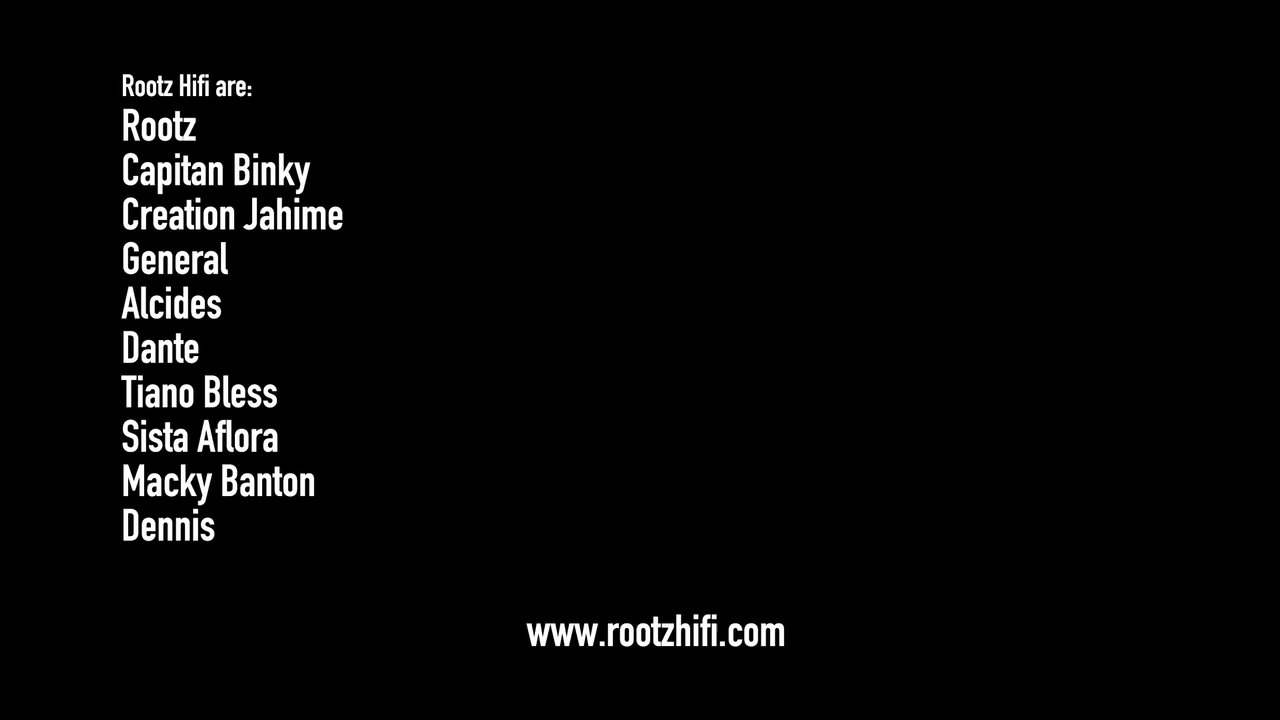 Rootz Hifi are:
Rootz
Capitan Binky
Creation Jahime
General
Alcides
Dante
Tiano Bless
Sista Aflora
Macky Banton
Dennis
www.rootzhifi.com